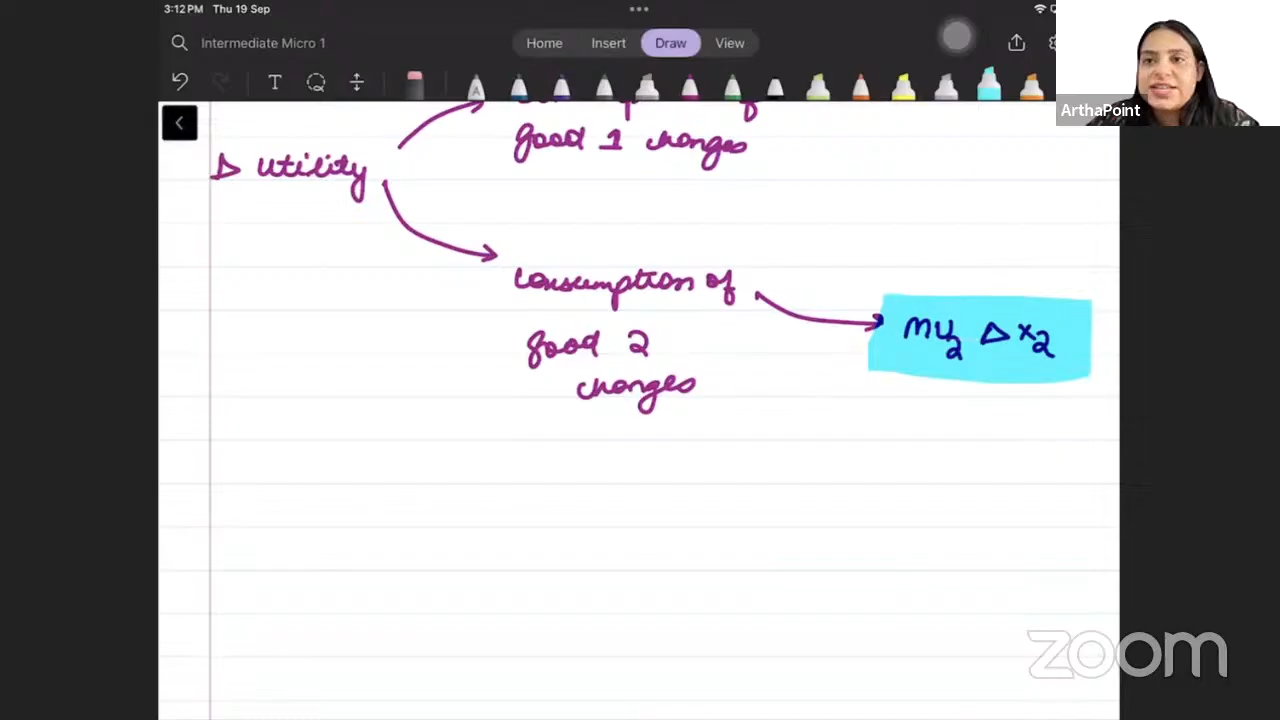 3:12 PM Thu 19 Sep
Intermediate Micro 1
Home Insert Draw View
ArthaPoint
good 1 changes
Δ utility
consumption of
good 2
changes
MU₂ Δ x₂
zoom